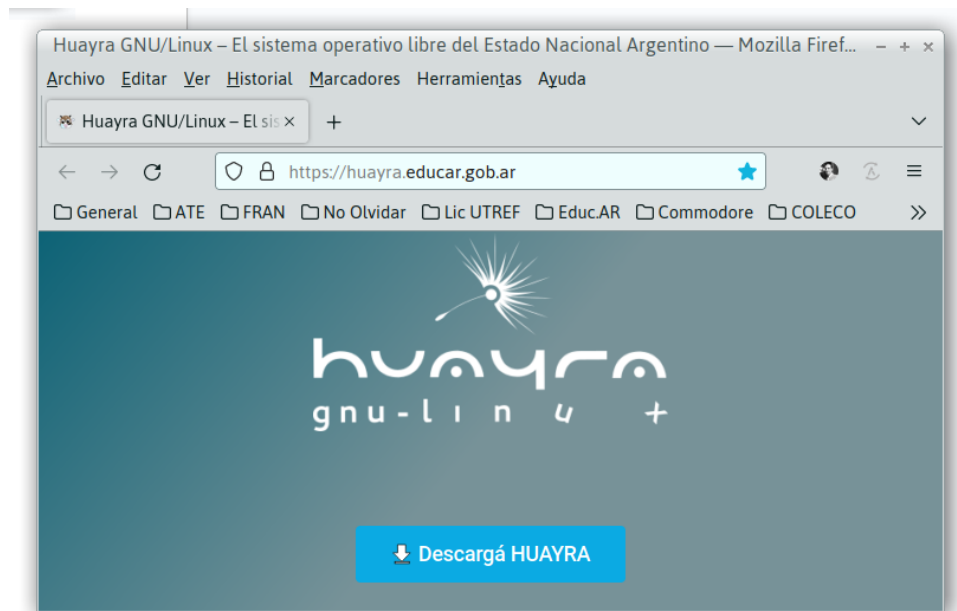 Huayra GNU/Linux – El sistema operativo libre del Estado Nacional Argentino — Mozilla Firef...
Archivo Editar Ver Historial Marcadores Herramientas Ayuda
Huayra GNU/Linux – El sis
https://huayra.educar.gob.ar
General ATE FRAN No Olvidar Lic UTREF Educ.AR Commodore COLECO
huayra
gnu-linux
Descargá HUAYRA